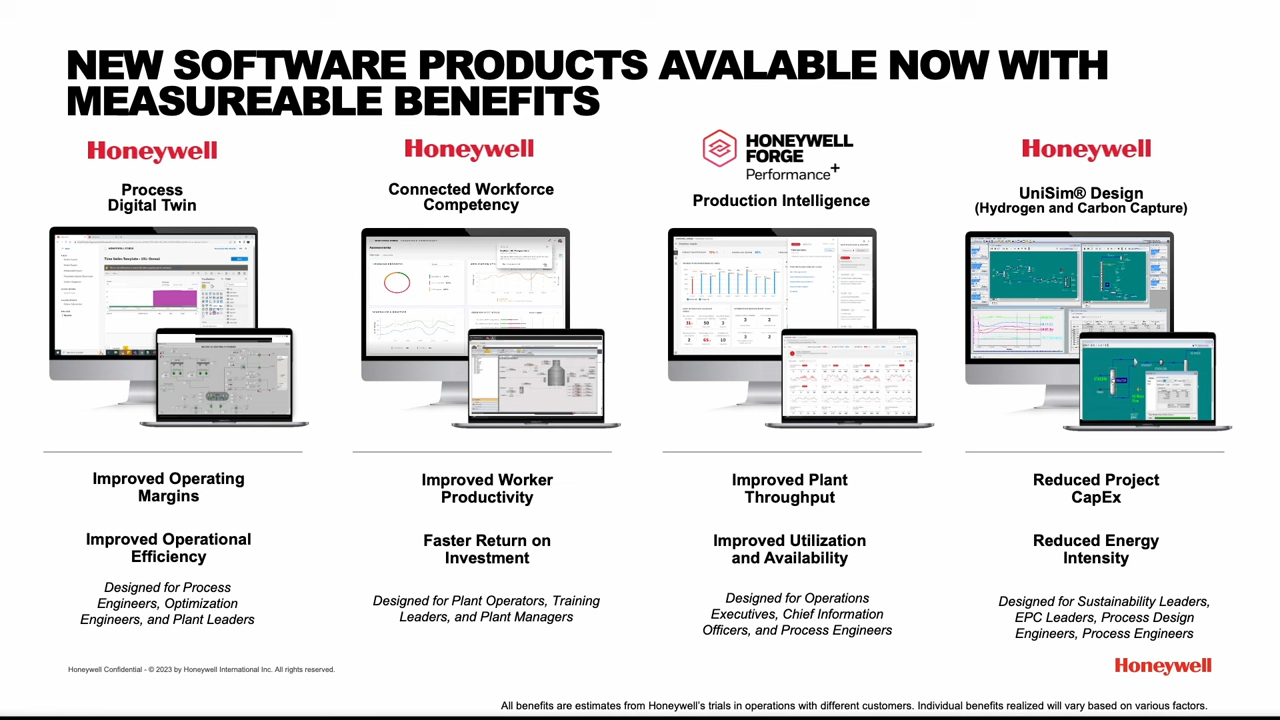 NEW SOFTWARE PRODUCTS AVALABLE NOW WITH
MEASUREABLE BENEFITS
Honeywell
Process
Digital Twin
Improved Operating
Margins
Improved Operational
Efficiency
Designed for Process
Engineers, Optimization
Engineers, and Plant Leaders
Honeywell
Connected Workforce
Competency
Improved Worker
Productivity
Faster Return on
Investment
Designed for Plant Operators, Training
Leaders, and Plant Managers
HONEYWELL
FORGE
Performance+
Production Intelligence
Improved Plant
Throughput
Improved Utilization
and Availability
Designed for Operations
Executives, Chief Information
Officers, and Process Engineers
Honeywell
UniSim® Design
(Hydrogen and Carbon Capture)
Reduced Project
CapEx
Reduced Energy
Intensity
Designed for Sustainability Leaders,
EPC Leaders, Process Design
Engineers, Process Engineers
Honeywell Confidential - © 2023 by Honeywell International Inc. All rights reserved.
Honeywell
All benefits are estimates from Honeywell's trials in operations with different customers. Individual benefits realized will vary based on various factors.